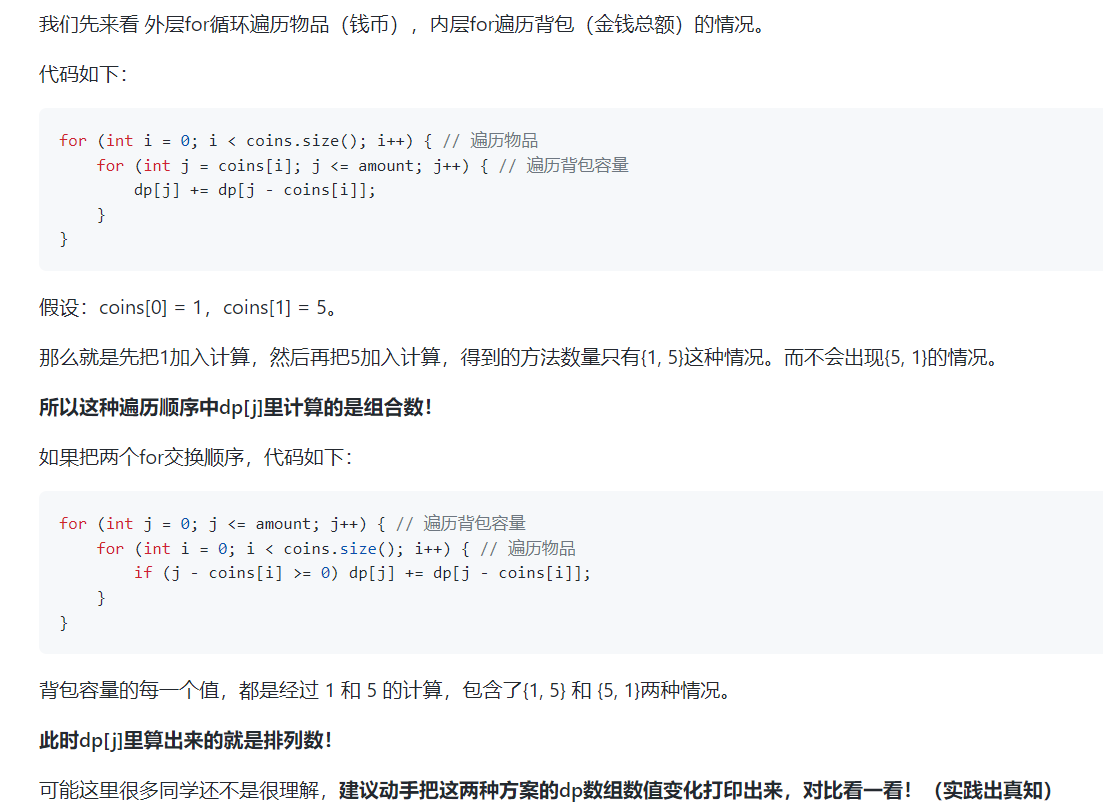 我们先来看 外层for循环遍历物品（钱币），内层for遍历背包（金钱总额）的情况。
代码如下：
for (int i = 0; i < coins.size(); i++) { // 遍历物品
    for (int j = coins[i]; j <= amount; j++) { // 遍历背包容量
        dp[j] += dp[j - coins[i]];
    }
}
假设：coins[0] = 1，coins[1] = 5。
那么就是先把1加入计算，然后再把5加入计算，得到的方法数量只有{1, 5}这种情况。而不会出现{5, 1}的情况。
所以这种遍历顺序中dp[j]里计算的是组合数！
如果把两个for交换顺序，代码如下：
for (int j = 0; j <= amount; j++) { // 遍历背包容量
    for (int i = 0; i < coins.size(); i++) { // 遍历物品
        if (j - coins[i] >= 0) dp[j] += dp[j - coins[i]];
    }
}
背包容量的每一个值，都是经过 1 和 5 的计算，包含了{1, 5} 和 {5, 1}两种情况。
此时dp[j]里算出来的就是排列数！
可能这里很多同学还不是很理解，建议动手把这两种方案的dp数组数值变化打印出来，对比看一看！（实践出真知）